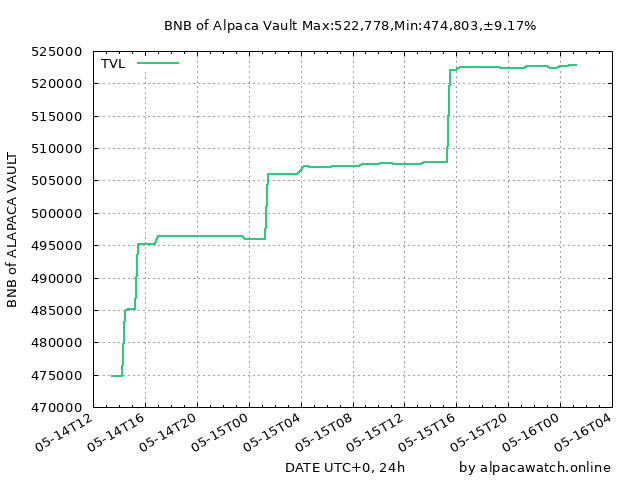 BNB of Alpaca Vault Max:522,778,Min:474,803,±9.17%
TVL
BNB of ALAPACA VAULT
525000
520000
515000
510000
505000
500000
495000
490000
485000
480000
475000
470000
05-14T12
05-14T16
05-14T20
05-15T00
05-15T04
05-15T08
05-15T12
05-15T16
05-15T20
05-16T00
05-16T04
DATE UTC+0, 24h
by alpacawatch.online